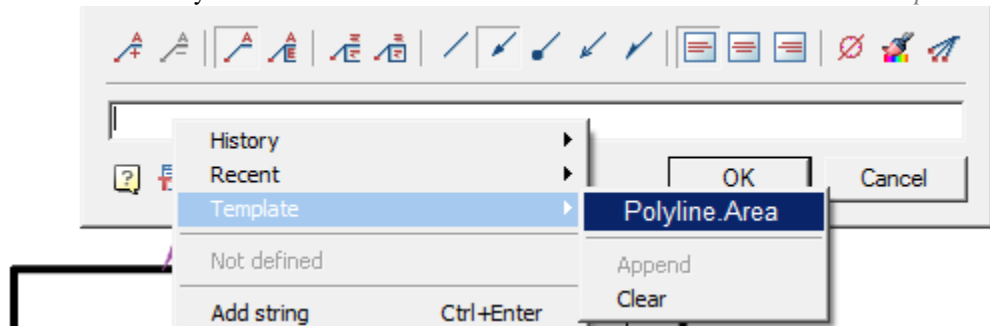 History
Recent
OK
Cancel
Template
Polyline.Area
Not defined
Append
Clear
Add string Ctrl+Enter